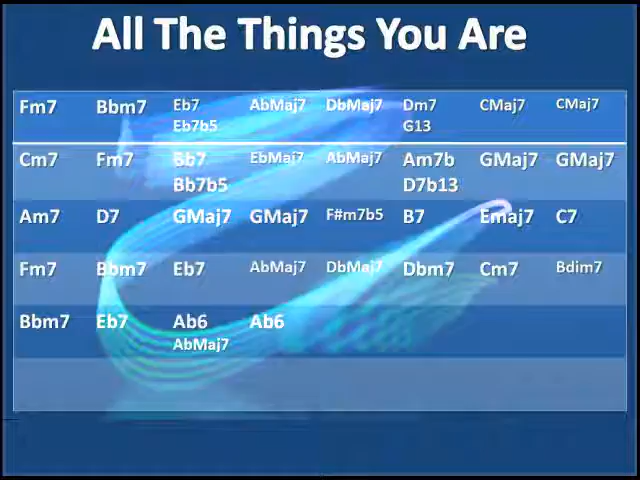 All The Things You Are
Fm7 Bbm7 Eb7 AbMaj7 DbMaj7 Dm7 CMaj7 CMaj7
Eb7b5 G13
Cm7 Fm7 Bb7 EbMaj7 AbMaj7 Am7b GMaj7 GMaj7
Bb7b5 D7b13
Am7 D7 GMaj7 GMaj7 F#m7b5 B7 Emaj7 C7
Fm7 Bbm7 Eb7 AbMaj7 DbMaj7 Dbm7 Cm7 Bdim7
Bbm7 Eb7 Ab6 Ab6
AbMaj7